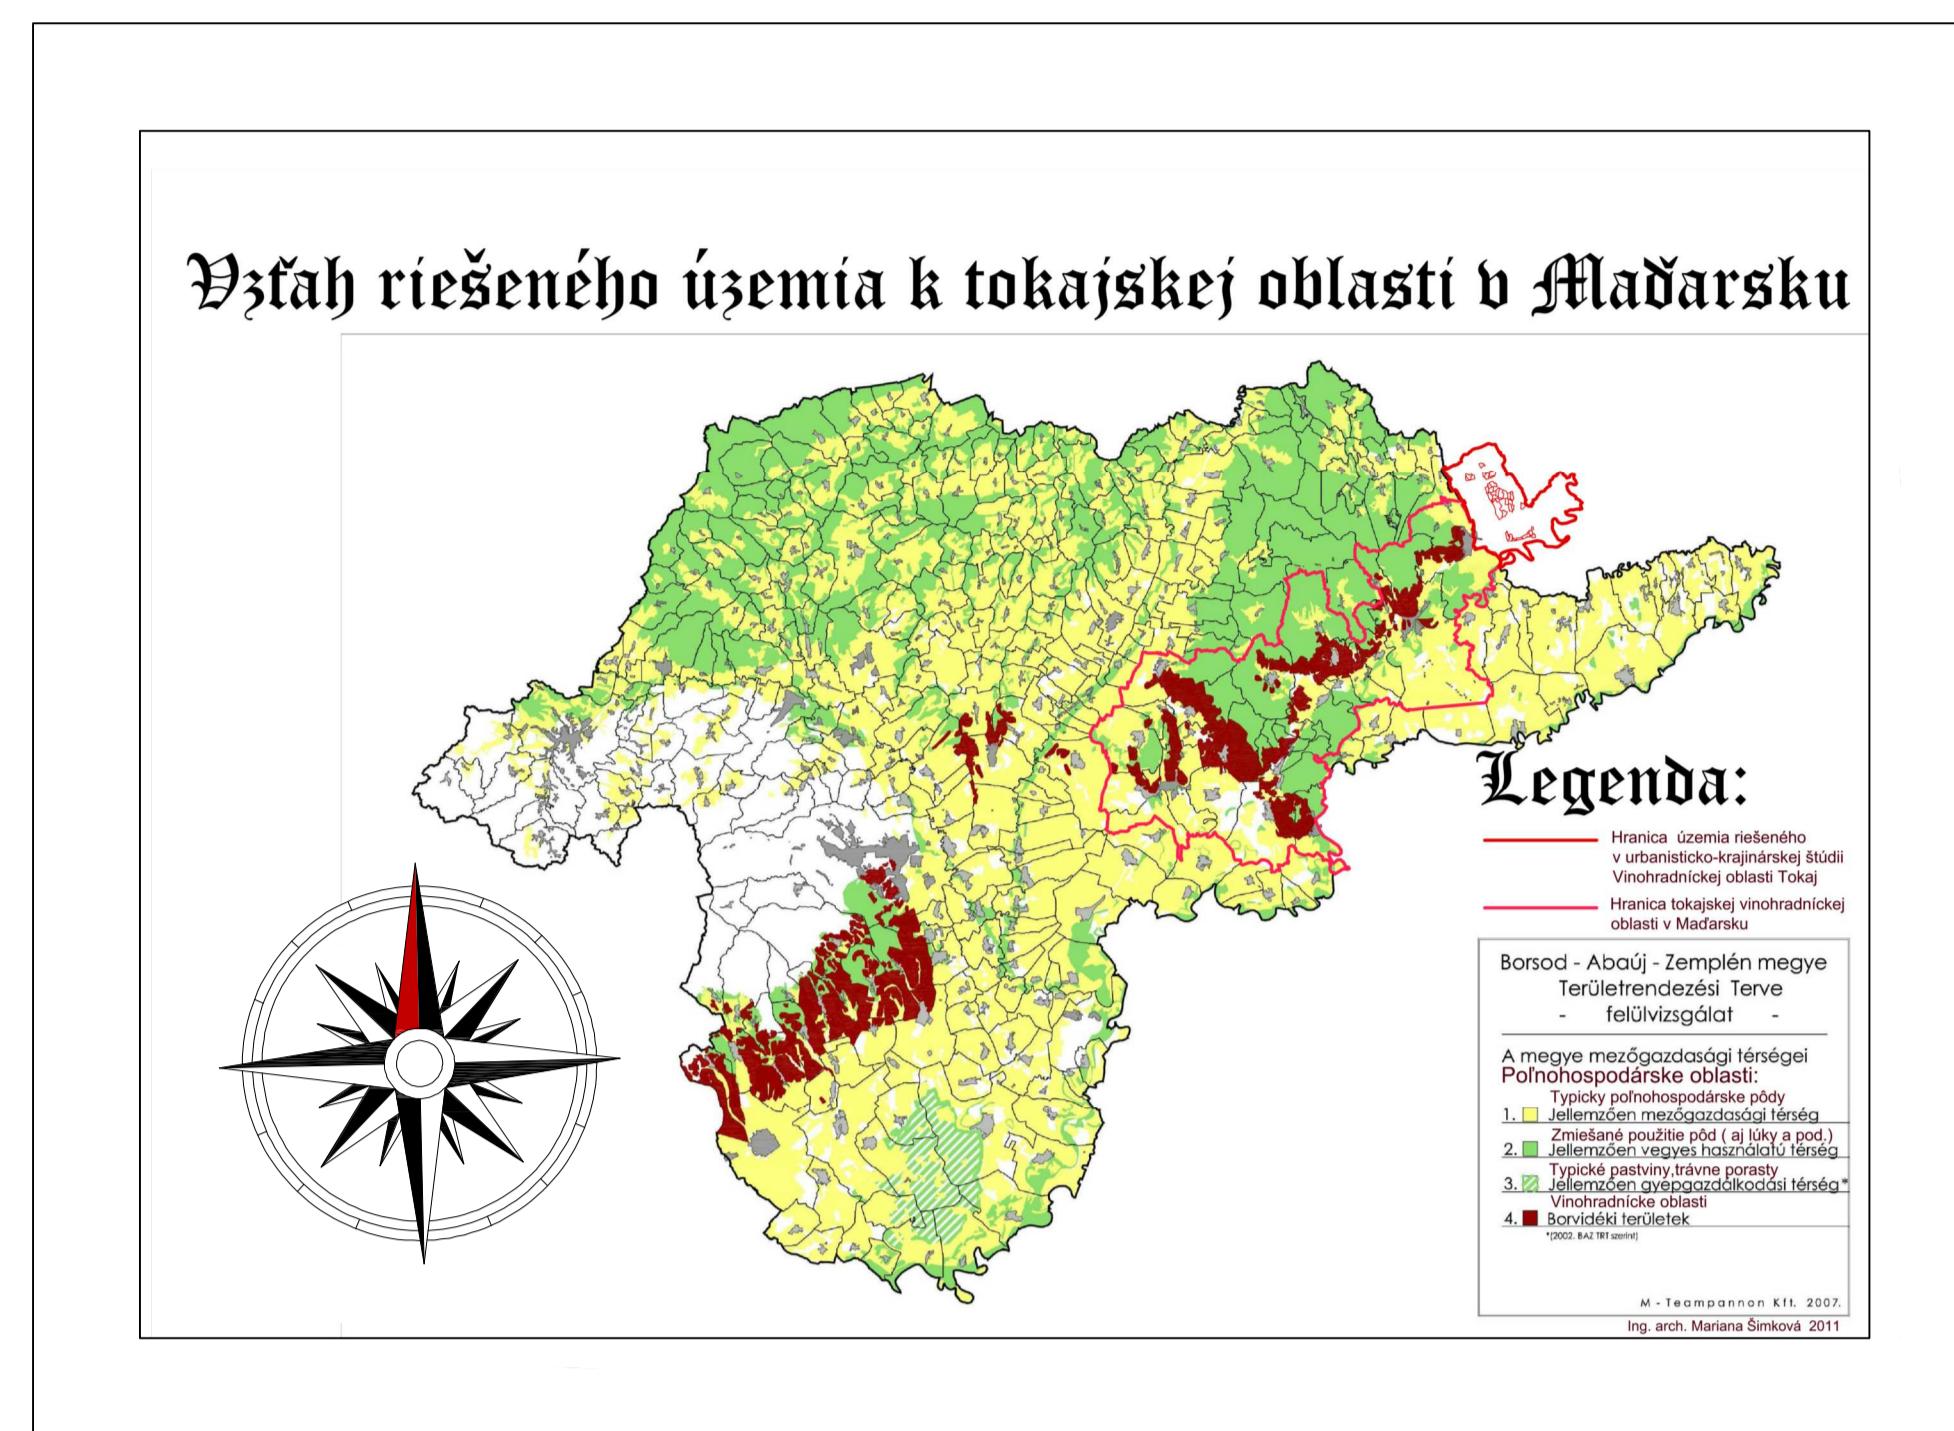 Vzťah riešeného územia k tokajskej oblasti v Maďarsku
Legenda:
Hranica územia riešeného
v urbanisticko-krajinárskej štúdii
Vinohradníckej oblasti Tokaj
Hranica tokajskej vinohradníckej
oblasti v Maďarsku
Borsod - Abaúj - Zemplén megye
Területrendezési Terve
- felülvizsgálat -
A megye mezőgazdasági térségei
Poľnohospodárske oblasti:
Typicky poľnohospodárske pôdy
1. Jellemzően mezőgazdasági térség
Zmiešané použitie pôd ( aj lúky a pod.)
2. Jellemzően vegyes használatú térség
Typické pastviny,trávne porasty
3. Jellemzően gyepgazdálkodási térség*
Vinohradnícke oblasti
4. Borvidéki területek
*(2002. BAZ TRT szerint)
M - Teampannon Kft. 2007.
Ing. arch. Mariana Šimková 2011